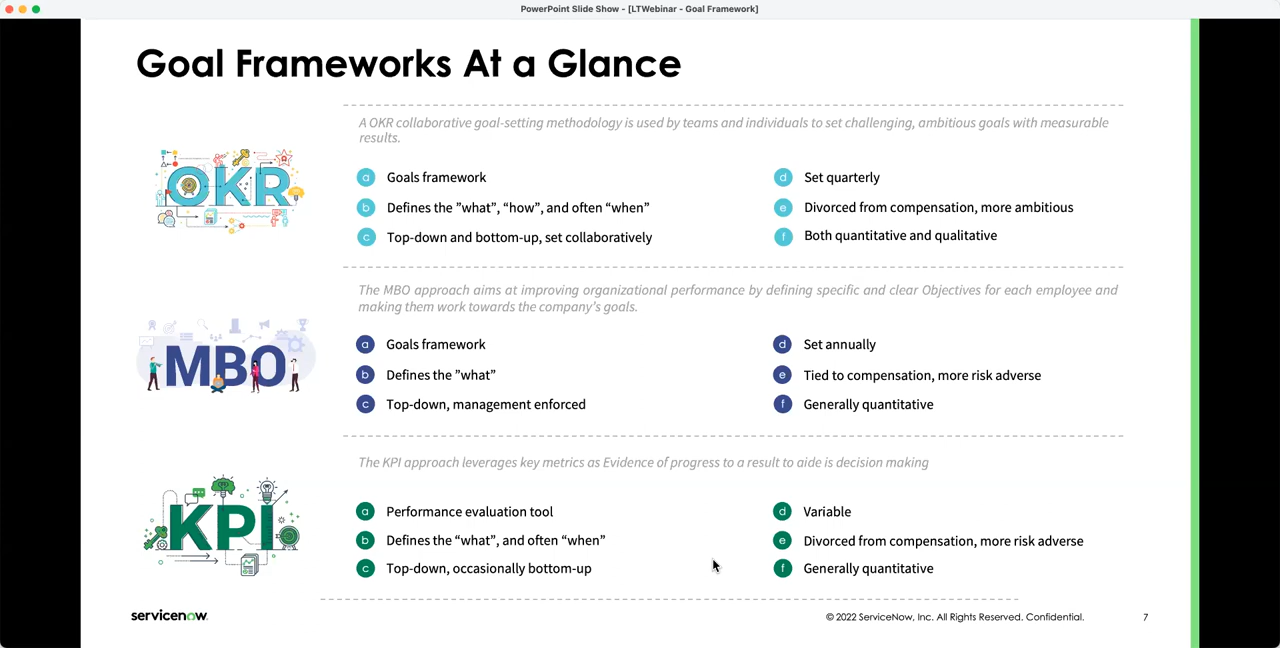 PowerPoint Slide Show - [LTWebinar - Goal Framework]
Goal Frameworks At a Glance
OKR
A OKR collaborative goal-setting methodology is used by teams and individuals to set challenging, ambitious goals with measurable
results.
a Goals framework
b Defines the ”what”, “how”, and often “when”
c Top-down and bottom-up, set collaboratively
d Set quarterly
e Divorced from compensation, more ambitious
f Both quantitative and qualitative
MBO
The MBO approach aims at improving organizational performance by defining specific and clear Objectives for each employee and
making them work towards the company’s goals.
a Goals framework
b Defines the ”what”
c Top-down, management enforced
d Set annually
e Tied to compensation, more risk adverse
f Generally quantitative
KPI
The KPI approach leverages key metrics as Evidence of progress to a result to aide is decision making
a Performance evaluation tool
b Defines the “what”, and often “when”
c Top-down, occasionally bottom-up
d Variable
e Divorced from compensation, more risk adverse
f Generally quantitative
servicenow
© 2022 ServiceNow, Inc. All Rights Reserved. Confidential.
7